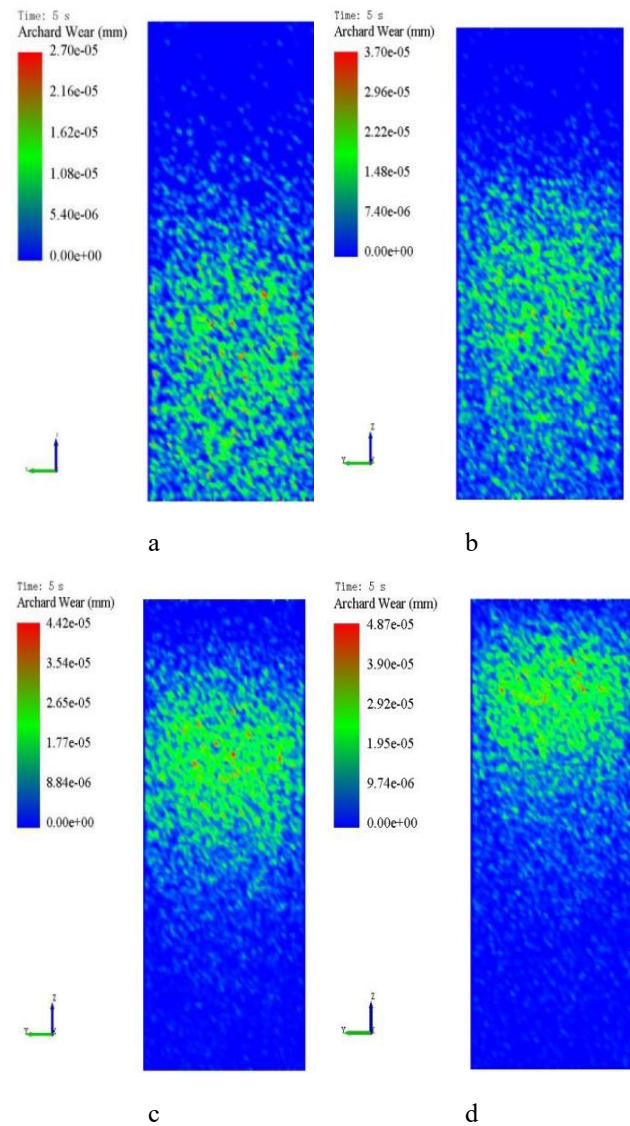 Time: 5 s
Archard Wear (mm)
2.70e-05
2.16e-05
1.62e-05
1.08e-05
5.40e-06
0.00e+00
a
Time: 5 s
Archard Wear (mm)
3.70e-05
2.96e-05
2.22e-05
1.48e-05
7.40e-06
0.00e+00
Z
Y
X
b
Time: 5 s
Archard Wear (mm)
4.42e-05
3.54e-05
2.65e-05
1.77e-05
8.84e-06
0.00e+00
Z
Y
X
c
Time: 5 s
Archard Wear (mm)
4.87e-05
3.90e-05
2.92e-05
1.95e-05
9.74e-06
0.00e+00
Z
Y
X
d